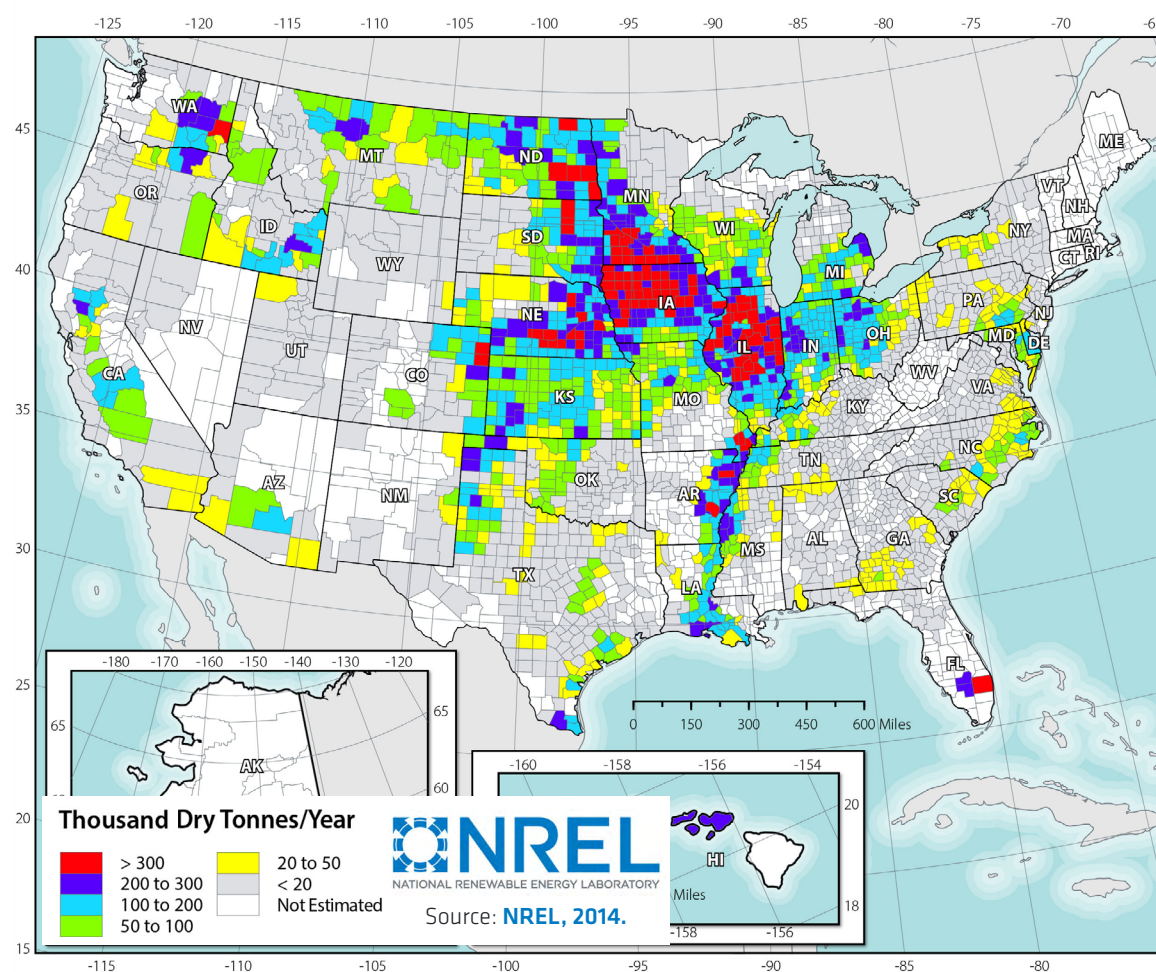 -125 -120 -115 -110 -105 -100 -95 -90 -85 -80 -75 -70
WA
45
MT
ND
ME
OR
MN
VT
NH
ID
SD
WI
NY
MA
CT
RI
WY
MI
40
NE
IA
PA
NJ
NV
UT
CO
IL
IN
OH
MD
DE
CA
KS
MO
WV
VA
35
KY
AZ
NM
OK
TN
NC
AR
SC
30
TX
MS
AL
GA
LA
FL
25
-180 -170 -160 -150 -140 -130 -120
65
65
AK
60
0 150 300 450 600 Miles
-160 -158 -156 -154
20
20
HI
Miles
18
-158 -156
Thousand Dry Tonnes/Year
> 300
200 to 300
100 to 200
50 to 100
20 to 50
< 20
Not Estimated
NREL
NATIONAL RENEWABLE ENERGY LABORATORY
Source: NREL, 2014.
15
15
-115 -110 -105 -100 -95 -90 -85 -80